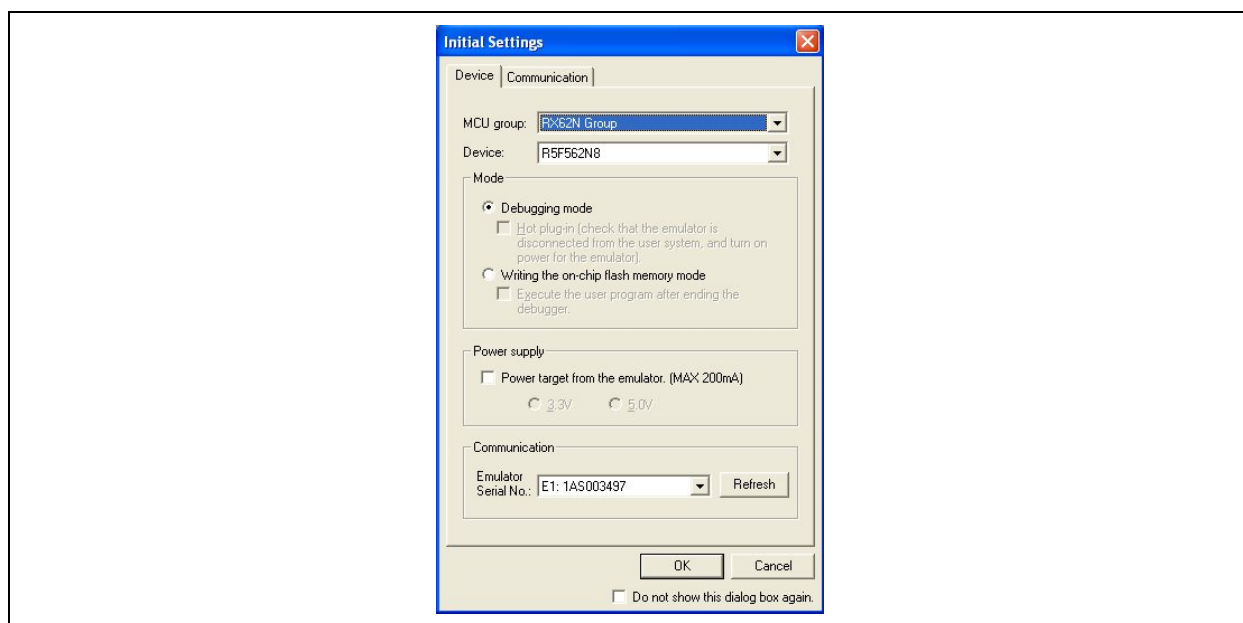 Initial Settings
Device Communication
MCU group: RX62N Group
Device: R5F562N8
Mode
Debugging mode
Hot plug-in (check that the emulator is
disconnected from the user system, and turn on
power for the emulator).
Writing the on-chip flash memory mode
Execute the user program after ending the
debugger.
Power supply
Power target from the emulator. (MAX 200mA)
3.3V 5.0V
Communication
Emulator
Serial No.: E1: 1AS003497 Refresh
OK Cancel
Do not show this dialog box again.